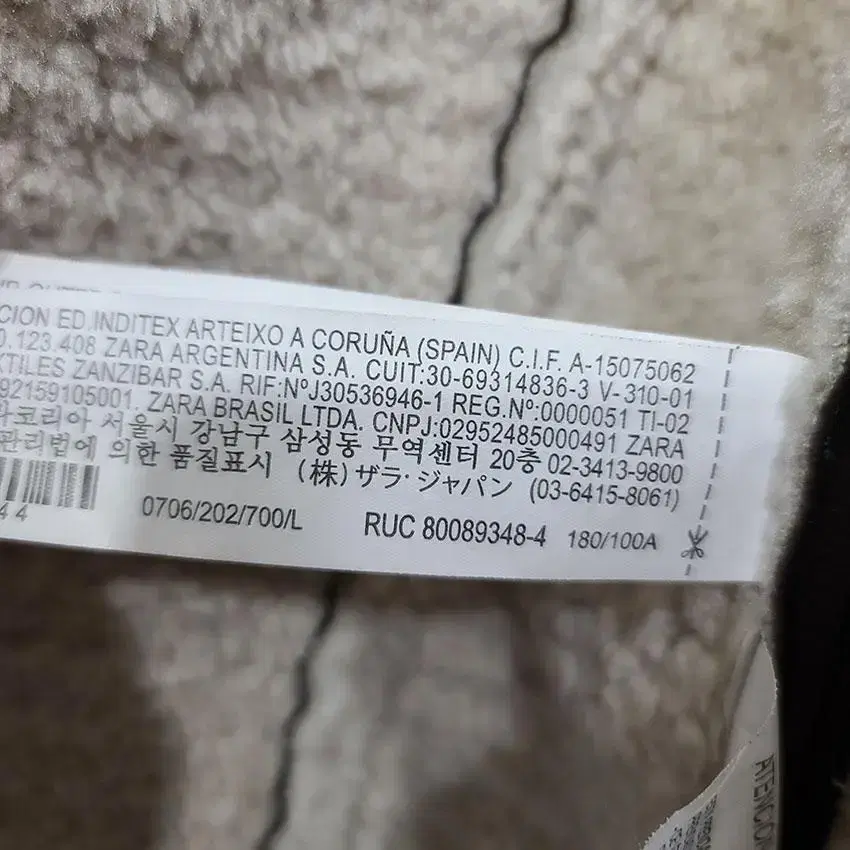 CION ED.INDITEX ARTEIXO A CORUÑA (SPAIN) C.I.F. A-15075062
0.123.408 ZARA ARGENTINA S.A. CUIT:30-69314836-3 V-310-01
XTILES ZANZIBAR S.A. RIF:NºJ30536946-1 REG.Nº:0000051 TI-02
92159105001. ZARA BRASIL LTDA. CNPJ:02952485000491 ZARA
라코리아 서울시 강남구 삼성동 무역센터 20층 02-3413-9800
관리법에 의한 품질표시 (株)ザラ・ジャパン (03-6415-8061)
44 0706/202/700/L RUC 80089348-4 180/100A
ATENCION